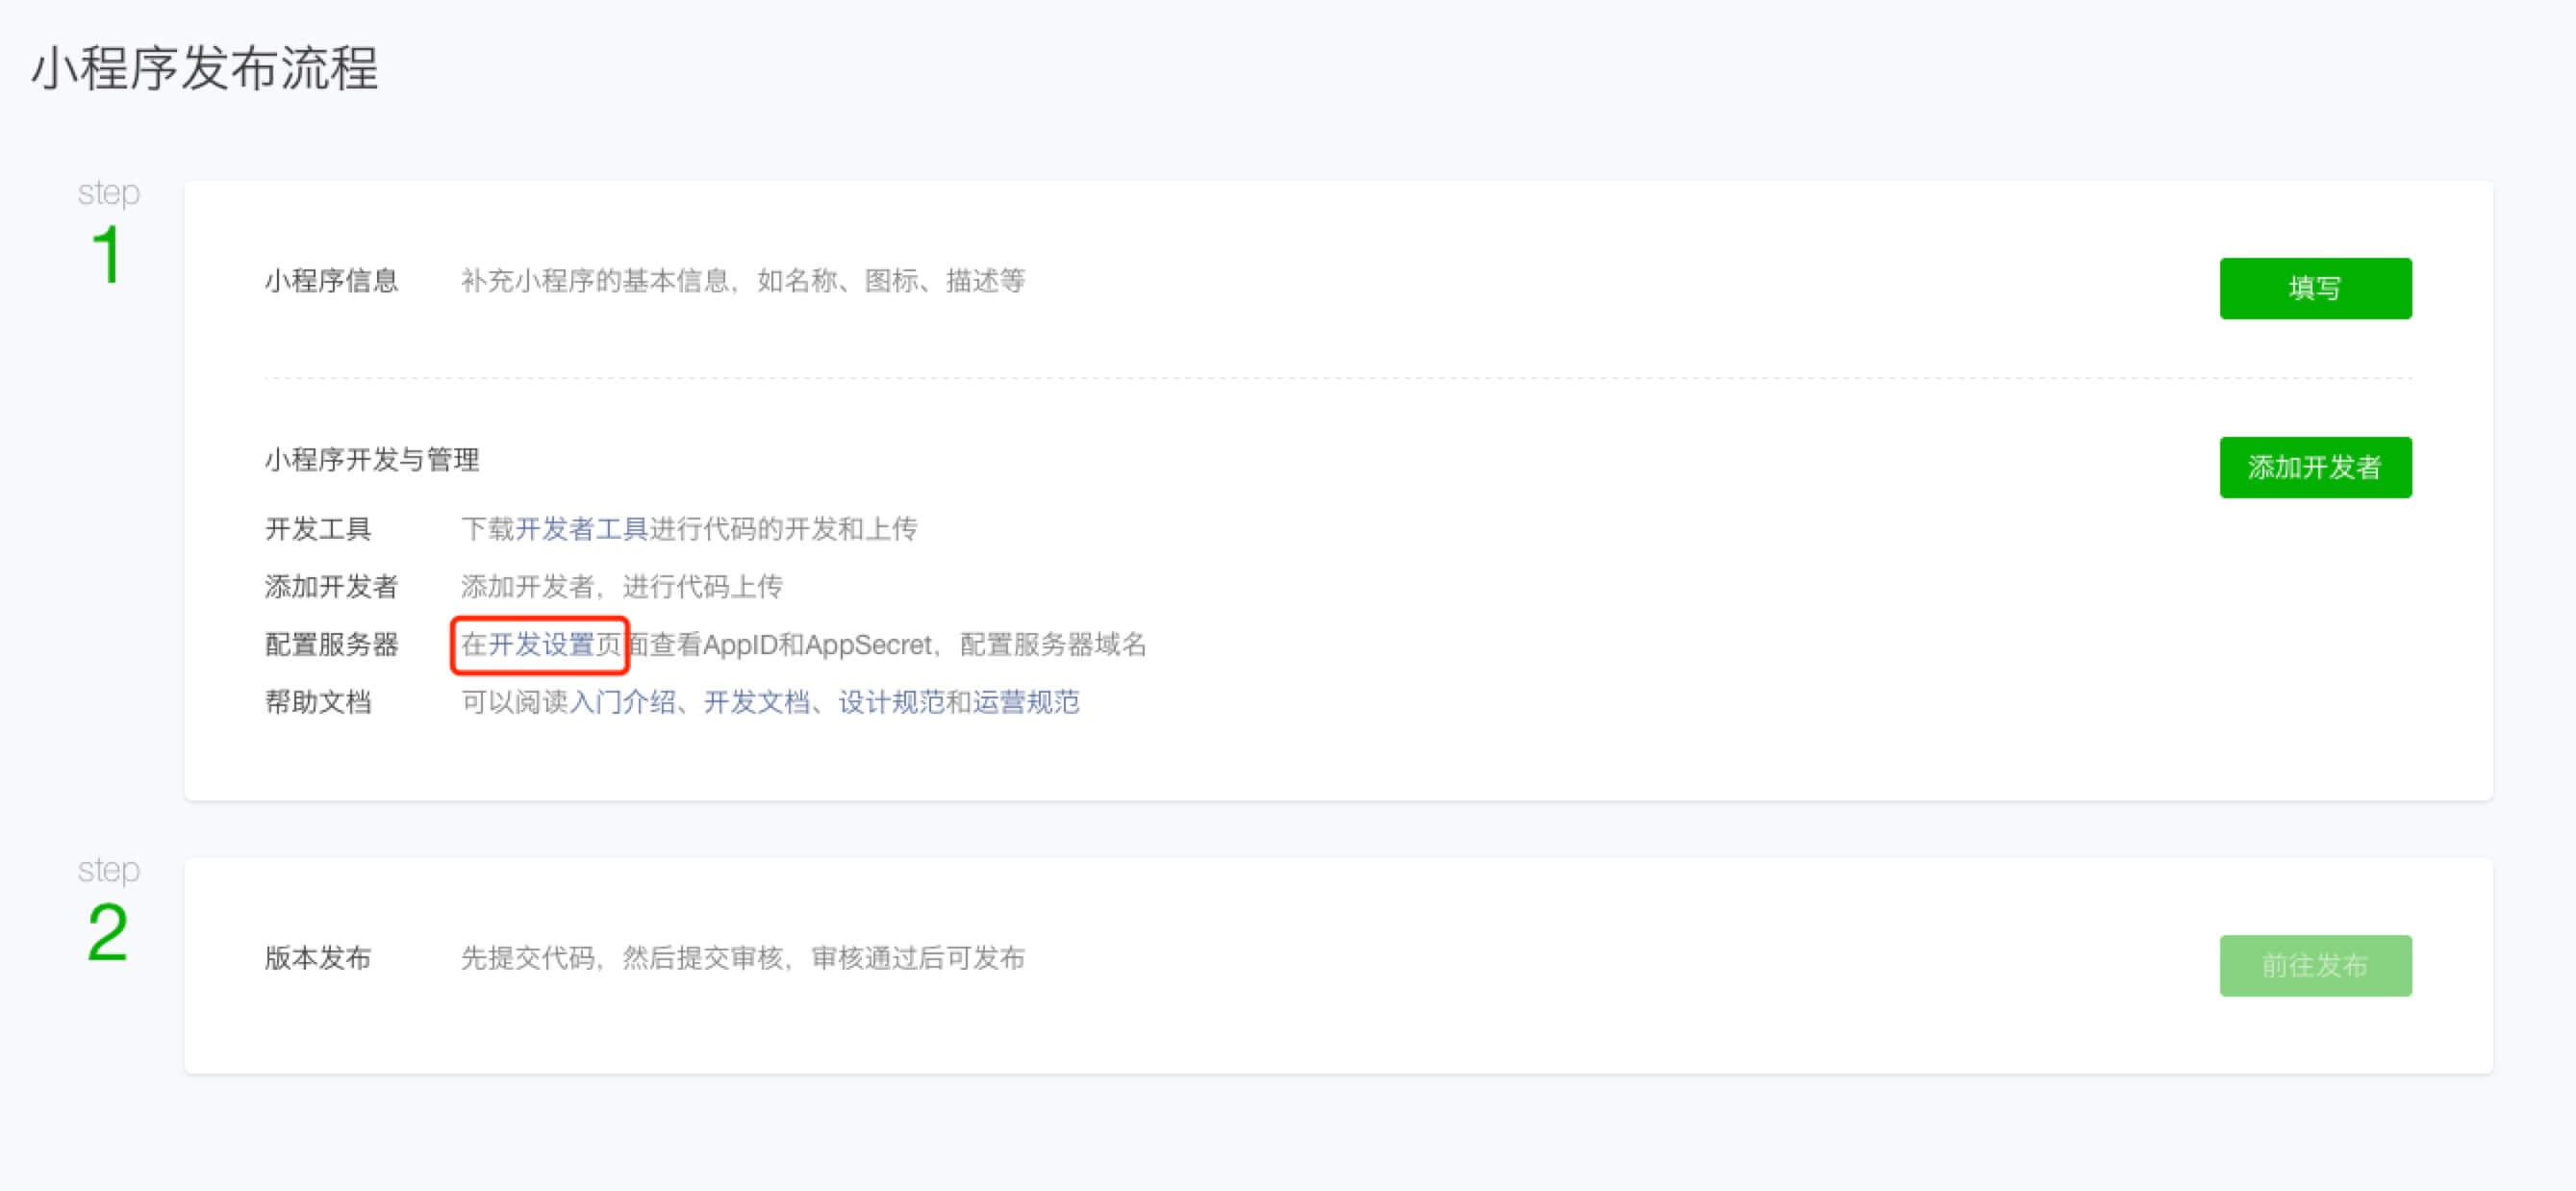 小程序发布流程
step
1
小程序信息 补充小程序的基本信息，如名称、图标、描述等 填写
小程序开发与管理 添加开发者
开发工具 下载开发者工具进行代码的开发和上传
添加开发者 添加开发者，进行代码上传
配置服务器 在开发设置页面查看AppID和AppSecret，配置服务器域名
帮助文档 可以阅读入门介绍、开发文档、设计规范和运营规范
step
2
版本发布 先提交代码，然后提交审核，审核通过后可发布 前往发布